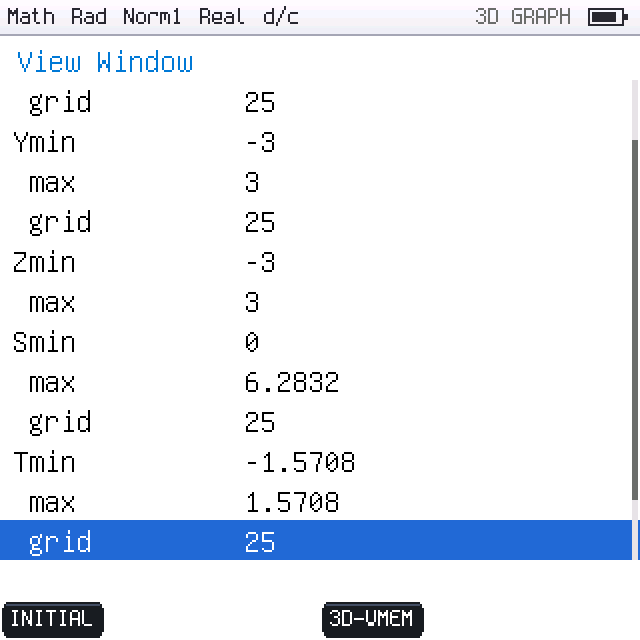 Math Rad Norm1 Real d/c 3D GRAPH
View Window
grid 25
Ymin -3
max 3
grid 25
Zmin -3
max 3
Smin 0
max 6.2832
grid 25
Tmin -1.5708
max 1.5708
grid 25
INITIAL 3D-VMEM